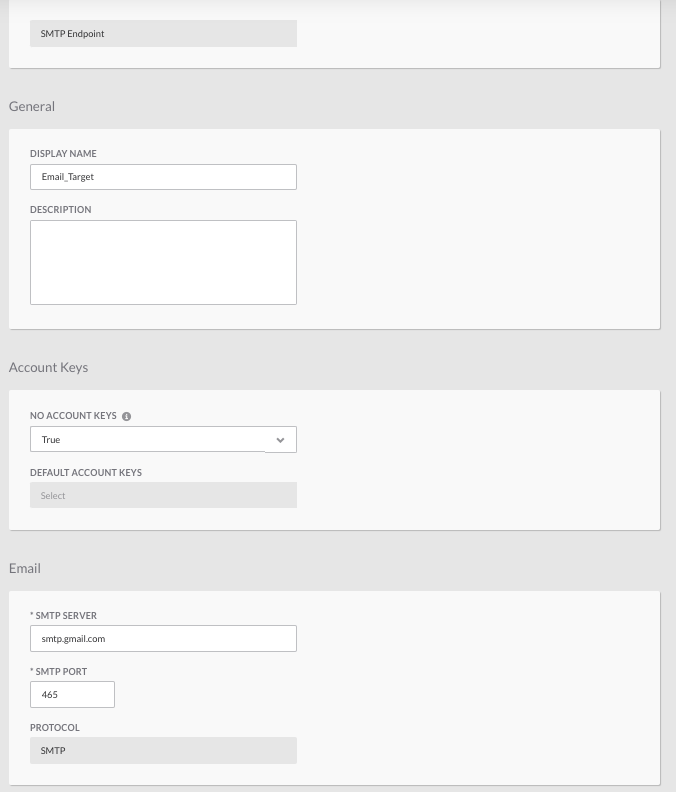 SMTP Endpoint
General
DISPLAY NAME
Email_Target
DESCRIPTION
Account Keys
NO ACCOUNT KEYS
True
DEFAULT ACCOUNT KEYS
Select
Email
* SMTP SERVER
smtp.gmail.com
* SMTP PORT
465
PROTOCOL
SMTP